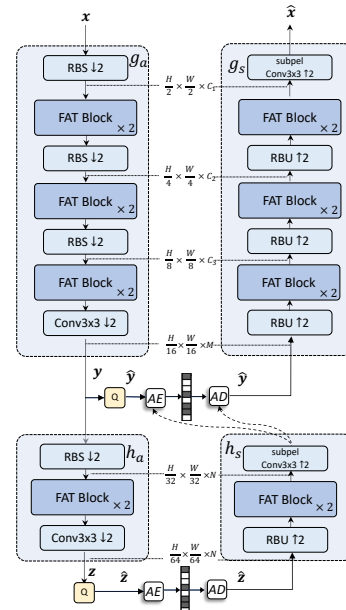 x
g_a
RBS ↓2
H/2 × W/2 × C₁
FAT Block × 2
RBS ↓2
H/4 × W/4 × C₂
FAT Block × 2
RBS ↓2
H/8 × W/8 × C₃
FAT Block × 2
Conv3x3 ↓2
H/16 × W/16 × M
x̂
g_s
subpel
Conv3x3 ↑2
FAT Block × 2
RBU ↑2
FAT Block × 2
RBU ↑2
FAT Block × 2
RBU ↑2
y
Q
ŷ
AE
AD
ŷ
h_a
RBS ↓2
H/32 × W/32 × N
FAT Block × 2
Conv3x3 ↓2
H/64 × W/64 × N
h_s
subpel
Conv3x3 ↑2
FAT Block × 2
RBU ↑2
z
Q
ẑ
AE
AD
ẑ